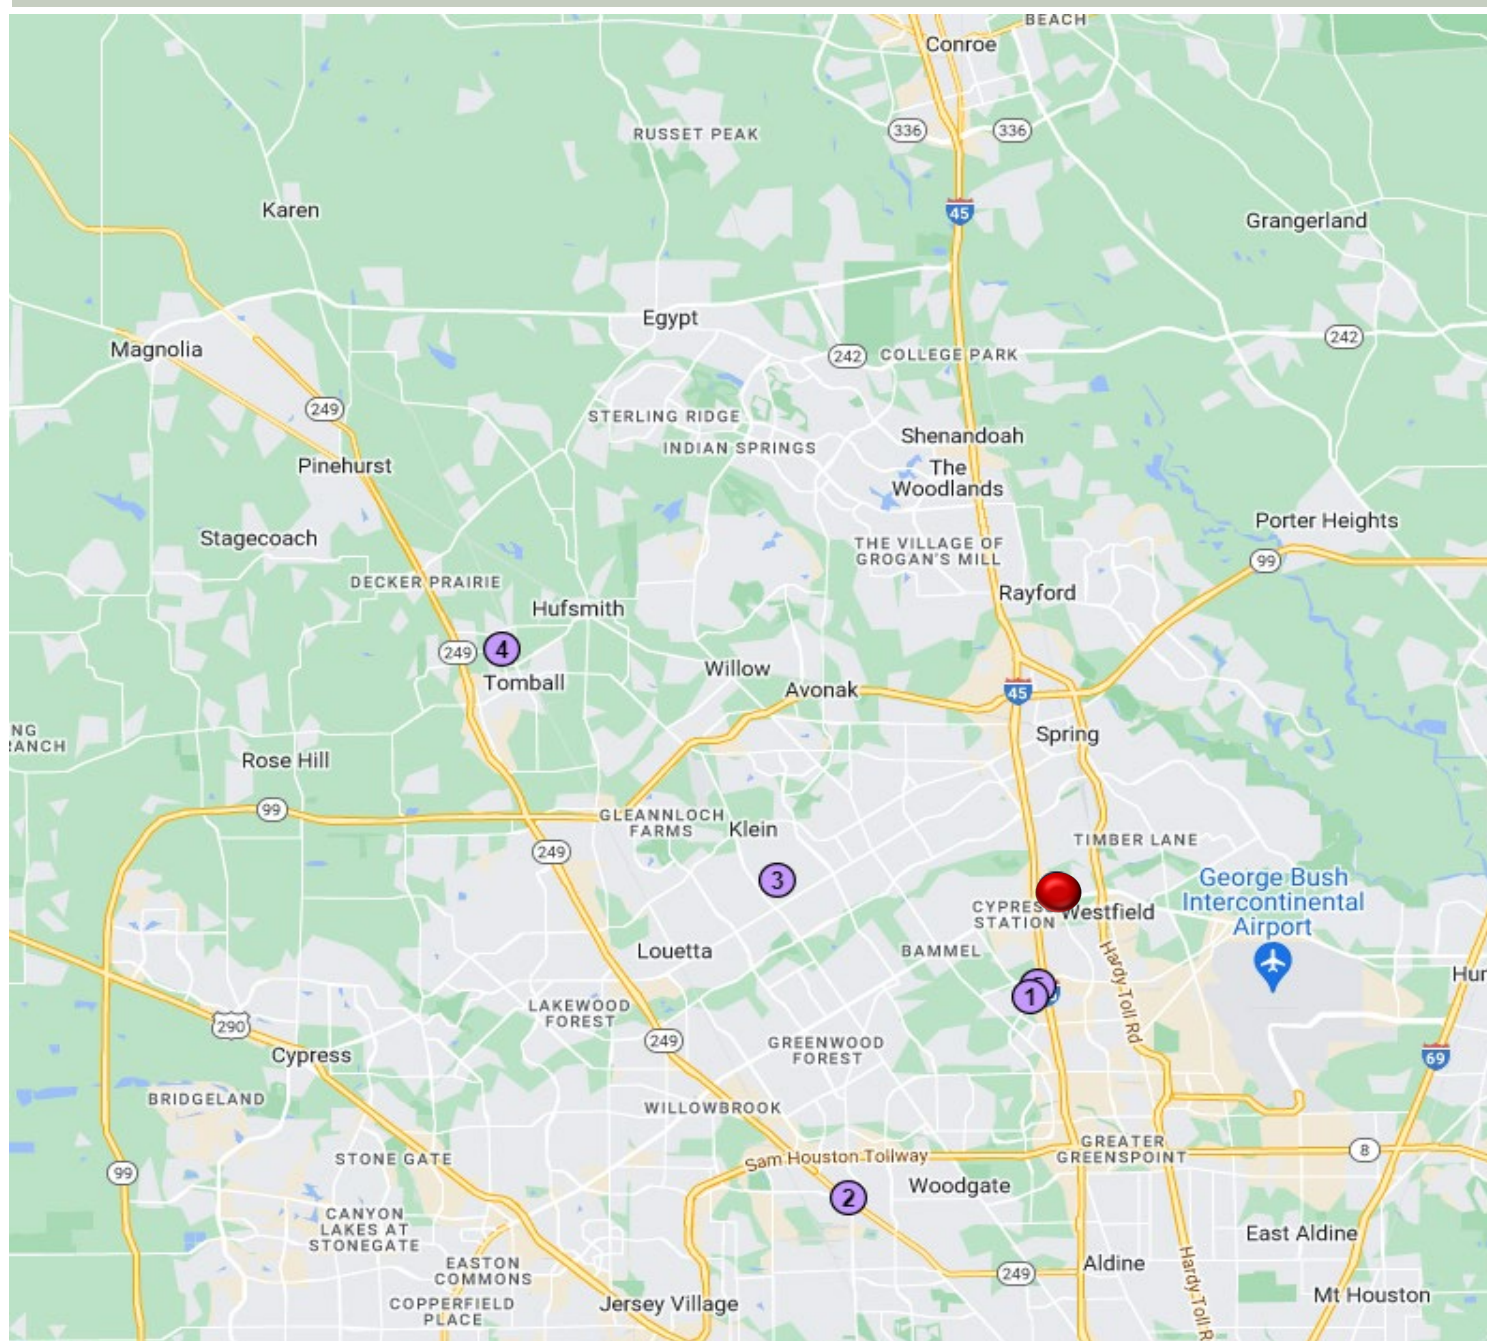 BEACH
Conroe
336
336
RUSSET PEAK
Karen
45
Grangerland
Egypt
242
Magnolia
242
COLLEGE PARK
249
STERLING RIDGE
Shenandoah
INDIAN SPRINGS
Pinehurst
The
Woodlands
Porter Heights
Stagecoach
THE VILLAGE OF
GROGAN'S MILL
99
DECKER PRAIRIE
Rayford
Hufsmith
249
4
Willow
Tomball
Avonak
45
NG
RANCH
Spring
Rose Hill
99
GLEANNLOCH
FARMS
Klein
TIMBER LANE
249
3
George Bush
Intercontinental
Airport
CYPRESS
STATION
Westfield
Louetta
BAMMEL
Hardy Toll Rd
Hur
5
1
LAKEWOOD
FOREST
290
249
GREENWOOD
FOREST
Cypress
69
BRIDGELAND
WILLOWBROOK
STONE GATE
Sam Houston Tollway
GREATER
GREENSPOINT
8
99
2
Woodgate
CANYON
LAKES AT
STONEGATE
East Aldine
EASTON
COMMONS
249
Aldine
Hardy Toll R
COPPERFIELD
PLACE
Jersey Village
Mt Houston